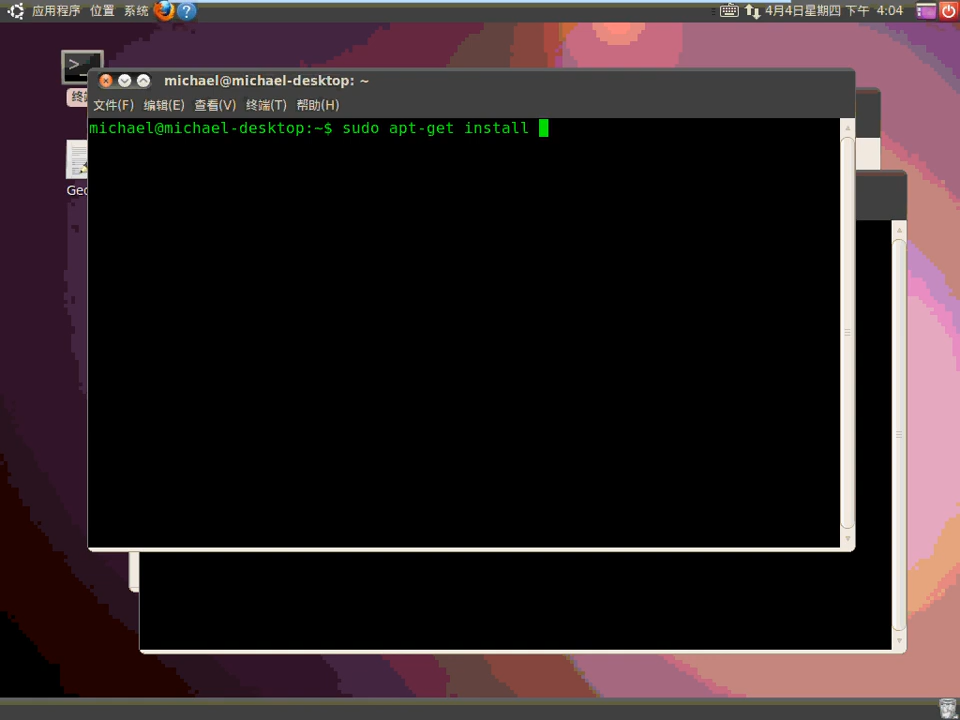 应用程序 位置 系统 4月4日星期四 下午 4:04
michael@michael-desktop: ~
文件(F) 编辑(E) 查看(V) 终端(T) 帮助(H)
michael@michael-desktop:~$ sudo apt-get install